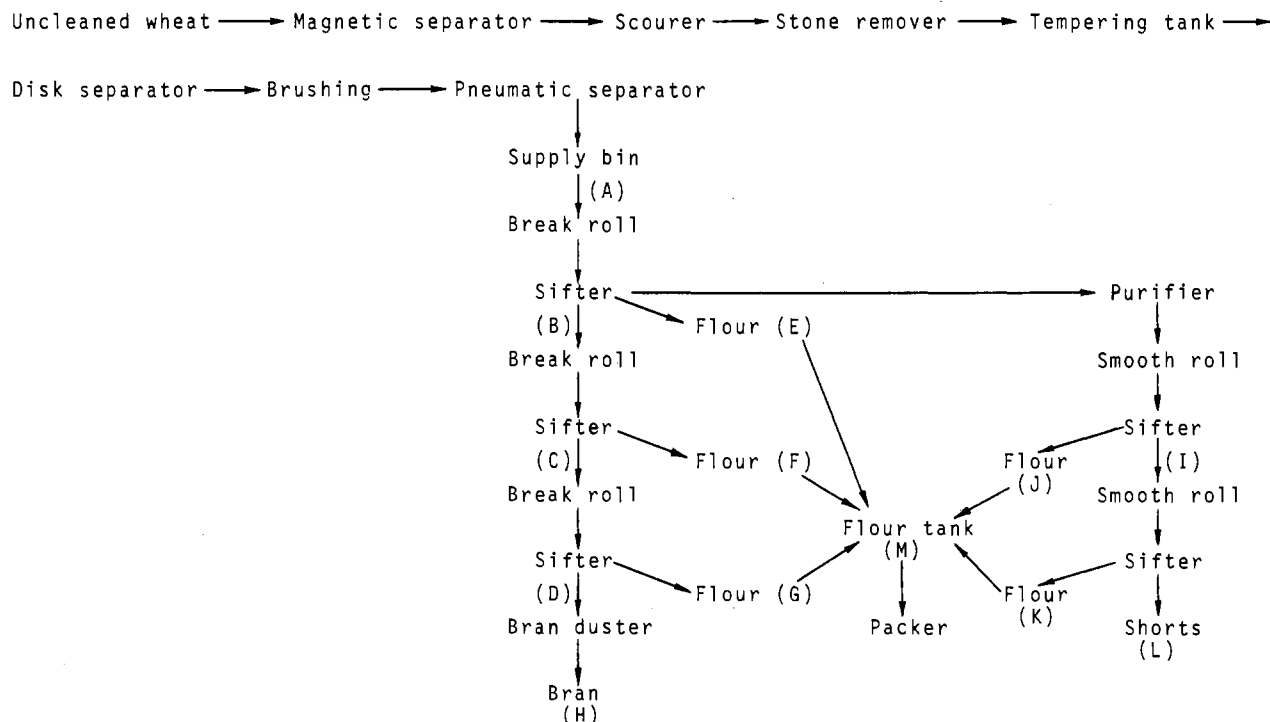 Uncleaned wheat Magnetic separator Scourer Stone remover Tempering tank
Disk separator Brushing Pneumatic separator
Supply bin
(A)
Break roll
Sifter Purifier
(B) Flour (E)
Break roll Smooth roll
Sifter Sifter
(C) Flour (F) Flour (I)
(J)
Break roll Smooth roll
Flour tank
(M)
Sifter Sifter
(D) Flour (G) Flour
(K)
Bran duster Packer Shorts
(L)
Bran
(H)